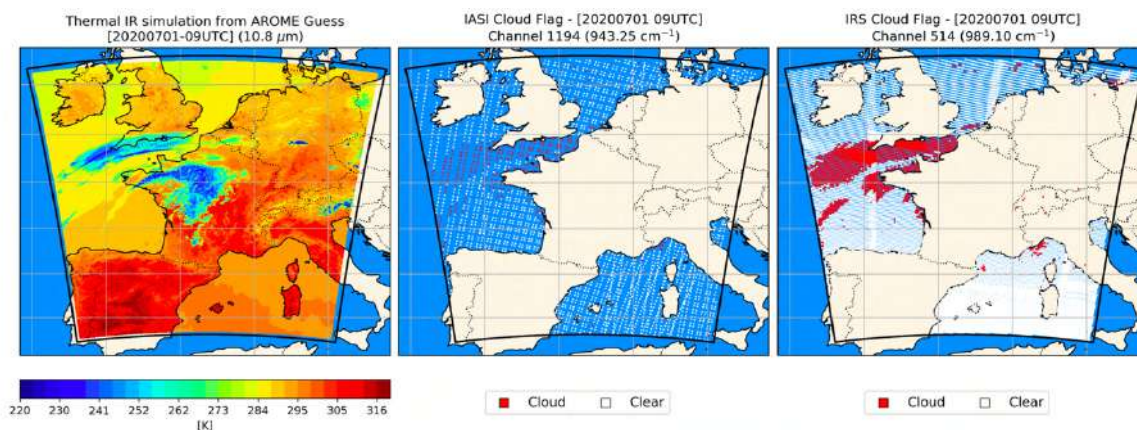 Thermal IR simulation from AROME Guess
[20200701-09UTC] (10.8 μm)
IASI Cloud Flag - [20200701 09UTC]
Channel 1194 (943.25 cm⁻¹)
IRS Cloud Flag - [20200701 09UTC]
Channel 514 (989.10 cm⁻¹)
220 230 241 252 262 273 284 295 305 316
[K]
Cloud Clear
Cloud Clear